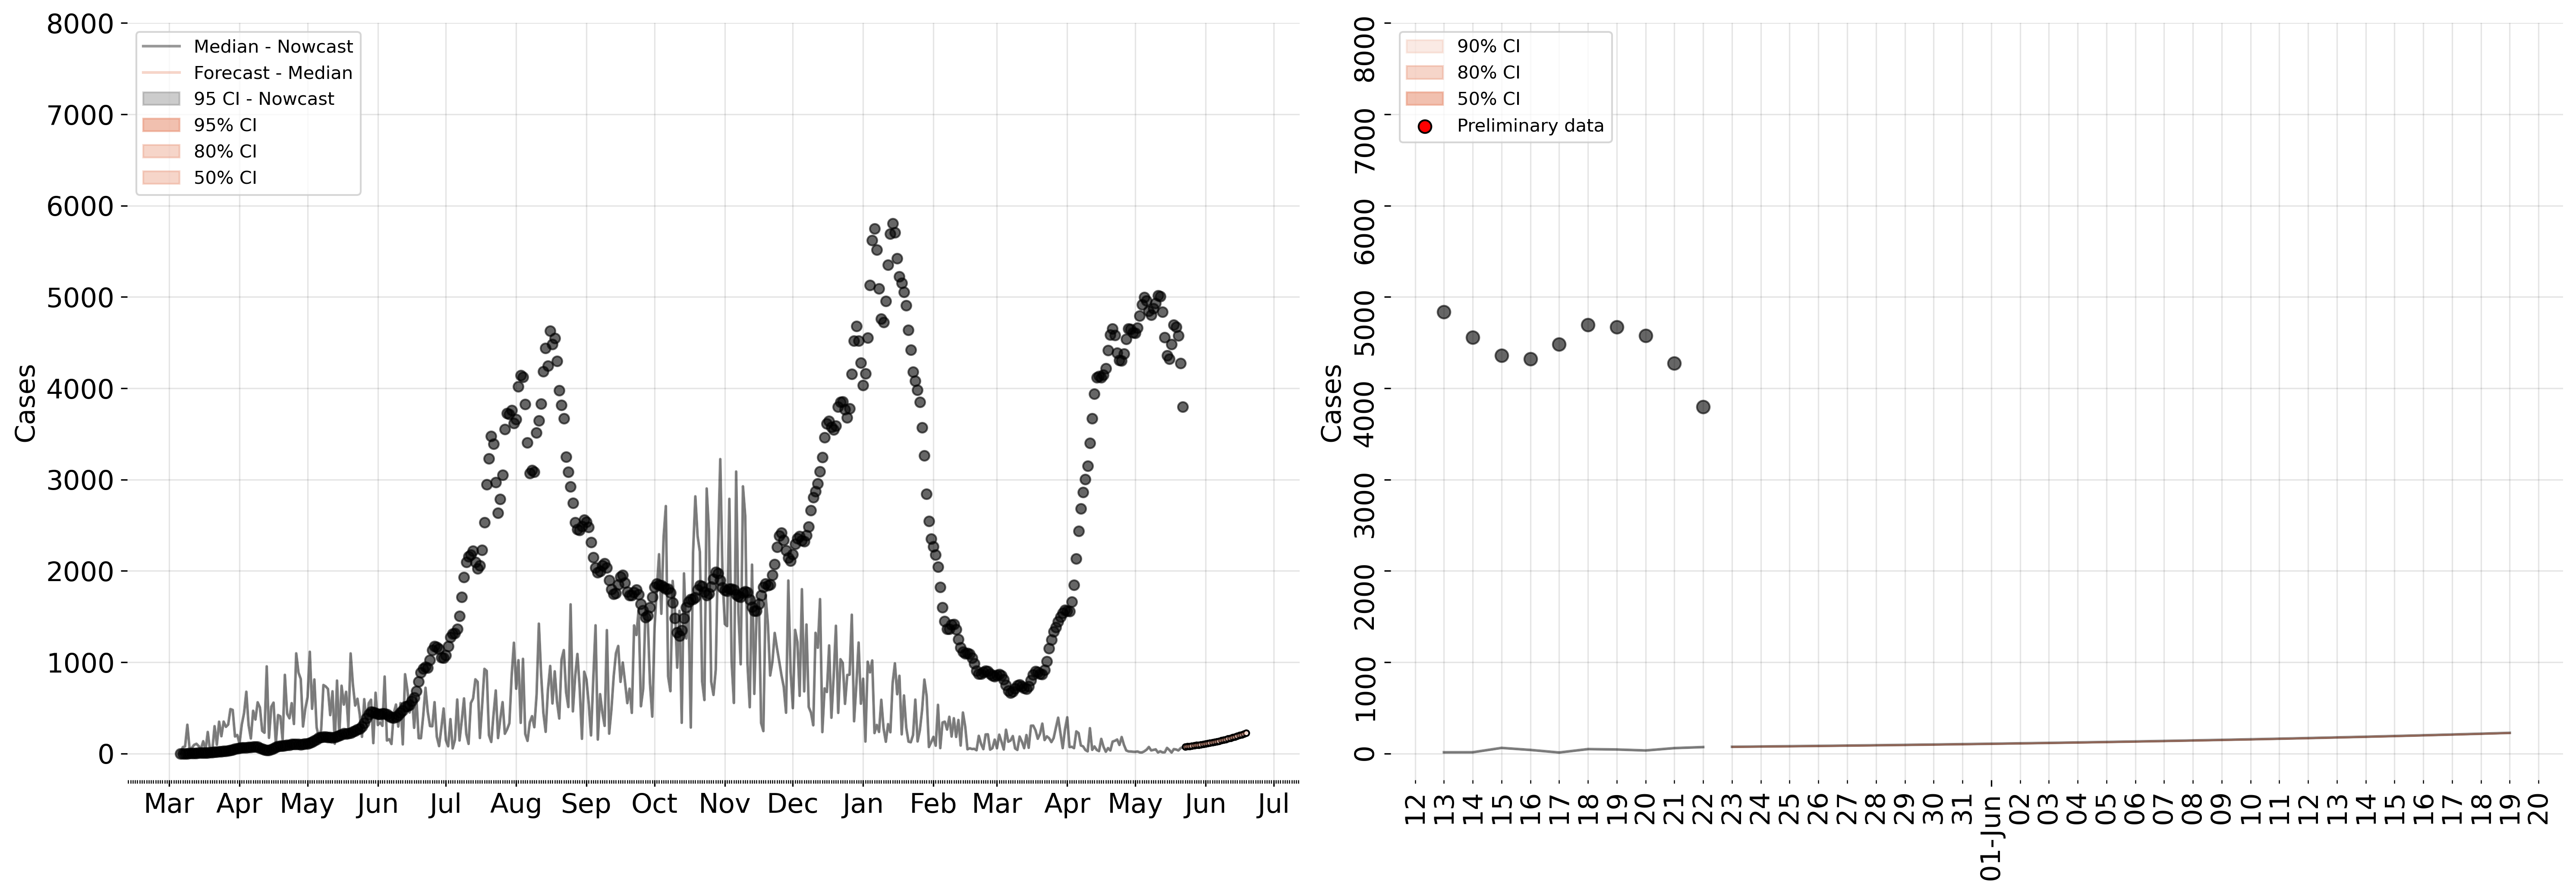 8000
7000
6000
5000
4000
3000
2000
1000
0
Cases
Median - Nowcast
Forecast - Median
95 CI - Nowcast
95% CI
80% CI
50% CI
Mar Apr May Jun Jul Aug Sep Oct Nov Dec Jan Feb Mar Apr May Jun Jul
8000
7000
6000
5000
4000
3000
2000
1000
0
Cases
90% CI
80% CI
50% CI
Preliminary data
12 13 14 15 16 17 18 19 20 21 22 23 24 25 26 27 28 29 30 31 01-Jun 02 03 04 05 06 07 08 09 10 11 12 13 14 15 16 17 18 19 20